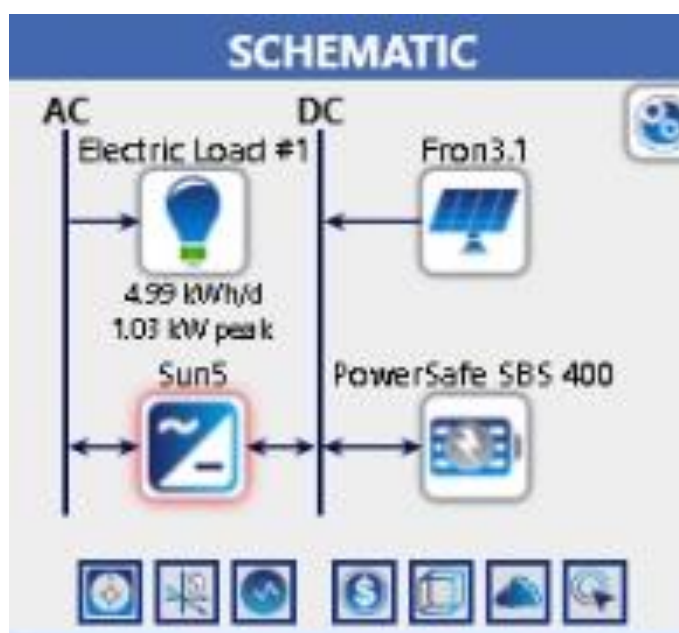 SCHEMATIC
AC DC
Electric Load #1 Fron3.1
4.99 kWh/d
1.03 kW peak
Sun5 PowerSafe SBS 400